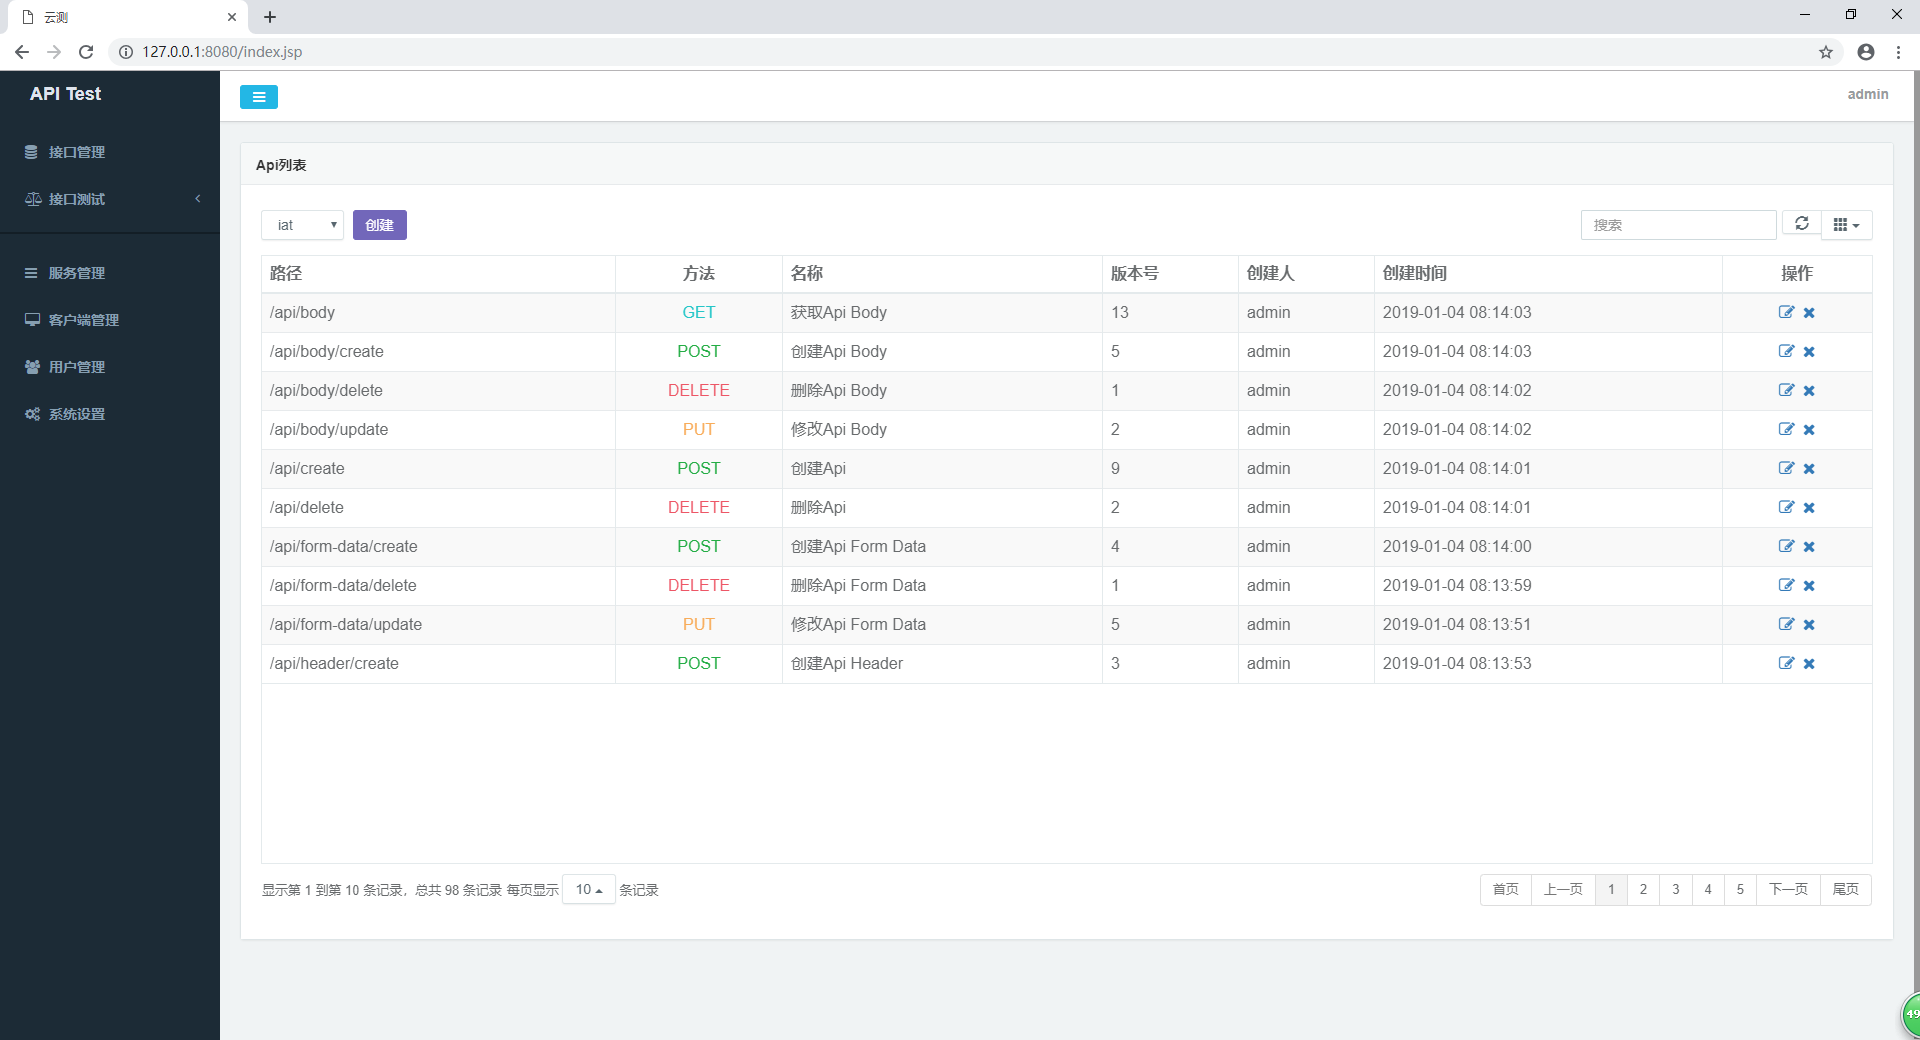 云测
127.0.0.1:8080/index.jsp
API Test
admin
接口管理
接口测试
服务管理
客户端管理
用户管理
系统设置
Api列表
iat 创建 搜索
路径 方法 名称 版本号 创建人 创建时间 操作
/api/body GET 获取Api Body 13 admin 2019-01-04 08:14:03
/api/body/create POST 创建Api Body 5 admin 2019-01-04 08:14:03
/api/body/delete DELETE 删除Api Body 1 admin 2019-01-04 08:14:02
/api/body/update PUT 修改Api Body 2 admin 2019-01-04 08:14:02
/api/create POST 创建Api 9 admin 2019-01-04 08:14:01
/api/delete DELETE 删除Api 2 admin 2019-01-04 08:14:01
/api/form-data/create POST 创建Api Form Data 4 admin 2019-01-04 08:14:00
/api/form-data/delete DELETE 删除Api Form Data 1 admin 2019-01-04 08:13:59
/api/form-data/update PUT 修改Api Form Data 5 admin 2019-01-04 08:13:51
/api/header/create POST 创建Api Header 3 admin 2019-01-04 08:13:53
显示第 1 到第 10 条记录，总共 98 条记录 每页显示 10 条记录
首页 上一页 1 2 3 4 5 下一页 尾页
49